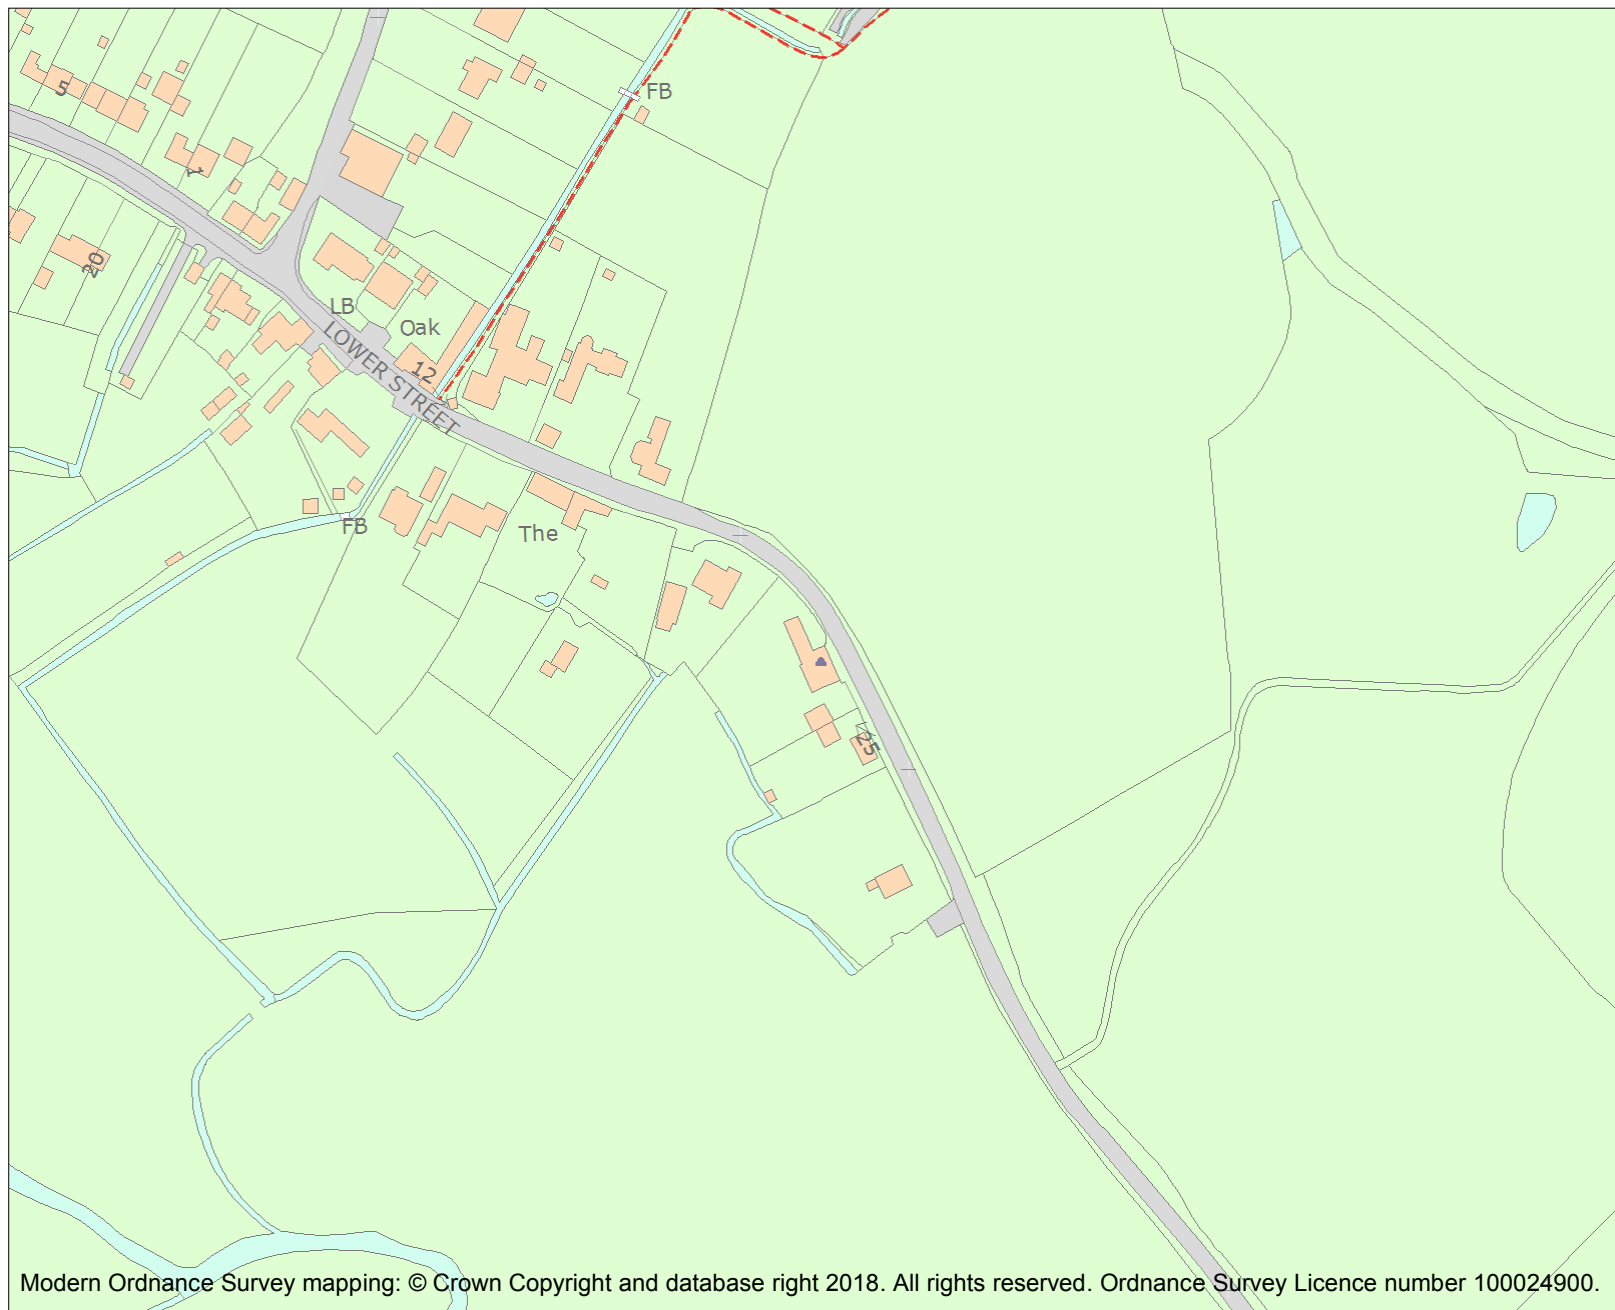 5
FB
1
20
LB
Oak
12
LOWER STREET
FB
The
25
Modern Ordnance Survey mapping: © Crown Copyright and database right 2018. All rights reserved. Ordnance Survey Licence number 100024900.